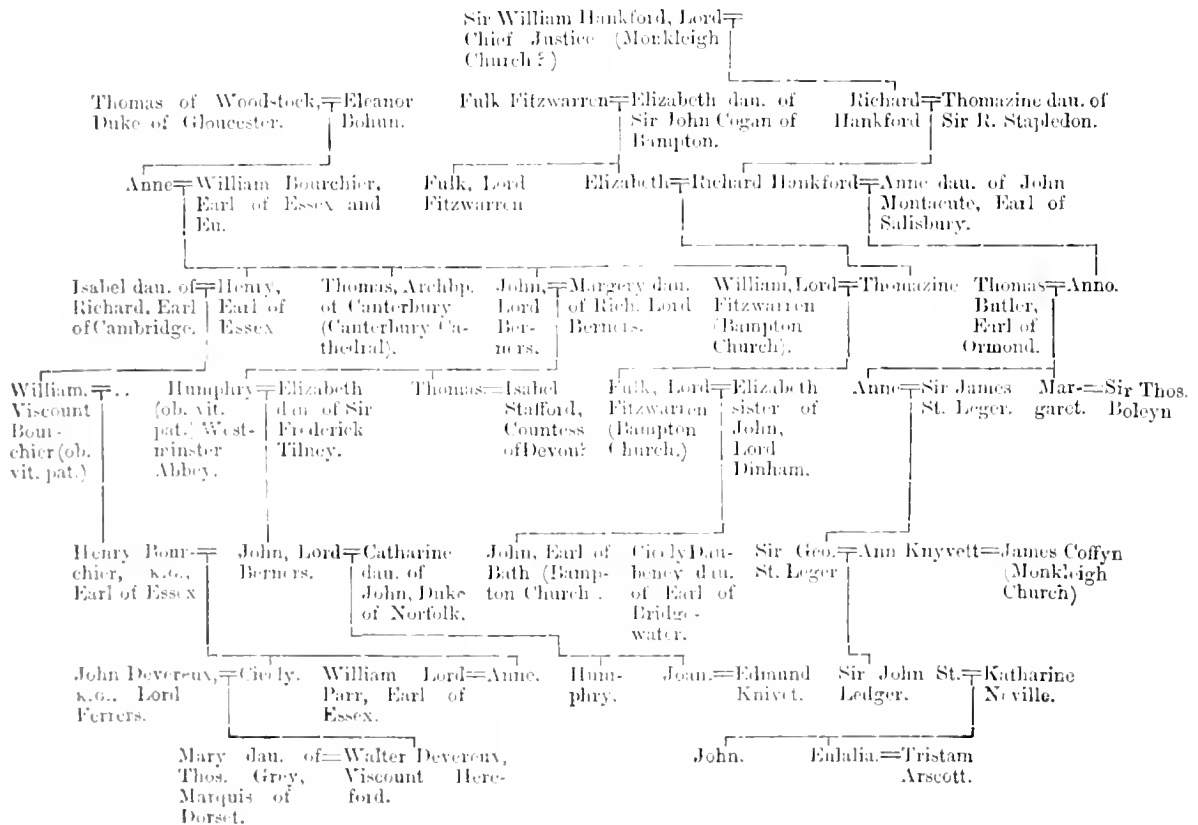 Sir William Hankford, Lord
Chief Justice (Monkleigh
Church?)
Thomas of Woodstock,
Duke of Gloucester.
Eleanor
Bohun.
Fulk Fitzwarren
Elizabeth dau. of
Sir John Cogan of
Bampton.
Richard
Hankford
Thomazine dau. of
Sir R. Stapledon.
Anne
William Bourchier,
Earl of Essex and
Eu.
Fulk, Lord
Fitzwarren
Elizabeth
Richard Hankford
Anne dau. of John
Montacute, Earl of
Salisbury.
Isabel dau. of
Richard, Earl
of Cambridge.
Henry,
Earl of
Essex
Thomas, Archbp.
of Canterbury
(Canterbury Ca-
thedral).
John,
Lord
Ber-
ners.
Margery dau.
of Rich. Lord
Berners.
William, Lord
Fitzwarren
(Bampton
Church).
Thomazine
Thomas
Butler,
Earl of
Ormond.
Anno.
William.
Viscount
Bour-
chier (ob.
vit. pat.)
..
Humphry
(ob. vit.
pat.) West-
minster
Abbey.
Elizabeth
dau of Sir
Frederick
Tilney.
Thomas.
Isabel
Stafford,
Countess
of Devon?
Fulk, Lord
Fitzwarren
(Bampton
Church.)
Elizabeth
sister of
John,
Lord
Dinham.
Anne
Sir James
St. Leger.
Mar-
garet.
Sir Thos.
Boleyn
Henry Bour-
chier, K.G.,
Earl of Essex
John, Lord
Berners.
Catharine
dau. of
John, Duke
of Norfolk.
John, Earl of
Bath (Bamp-
ton Church .
Cicely Dau-
beney dau.
of Earl of
Bridge-
water.
Sir Geo.
St. Leger
Ann Knyvett
James Coffyn
(Monkleigh
Church)
John Devereux,
K.G., Lord
Ferrers.
Cicely.
William Lord
Parr, Earl of
Essex.
Anne.
Hum-
phry.
Joan.
Edmund
Knivet.
Sir John St.
Ledger.
Katharine
Neville.
Mary dau. of
Thos. Grey,
Marquis of
Dorset.
Walter Devereux,
Viscount Here-
ford.
John.
Eulalia.
Tristam
Arscott.